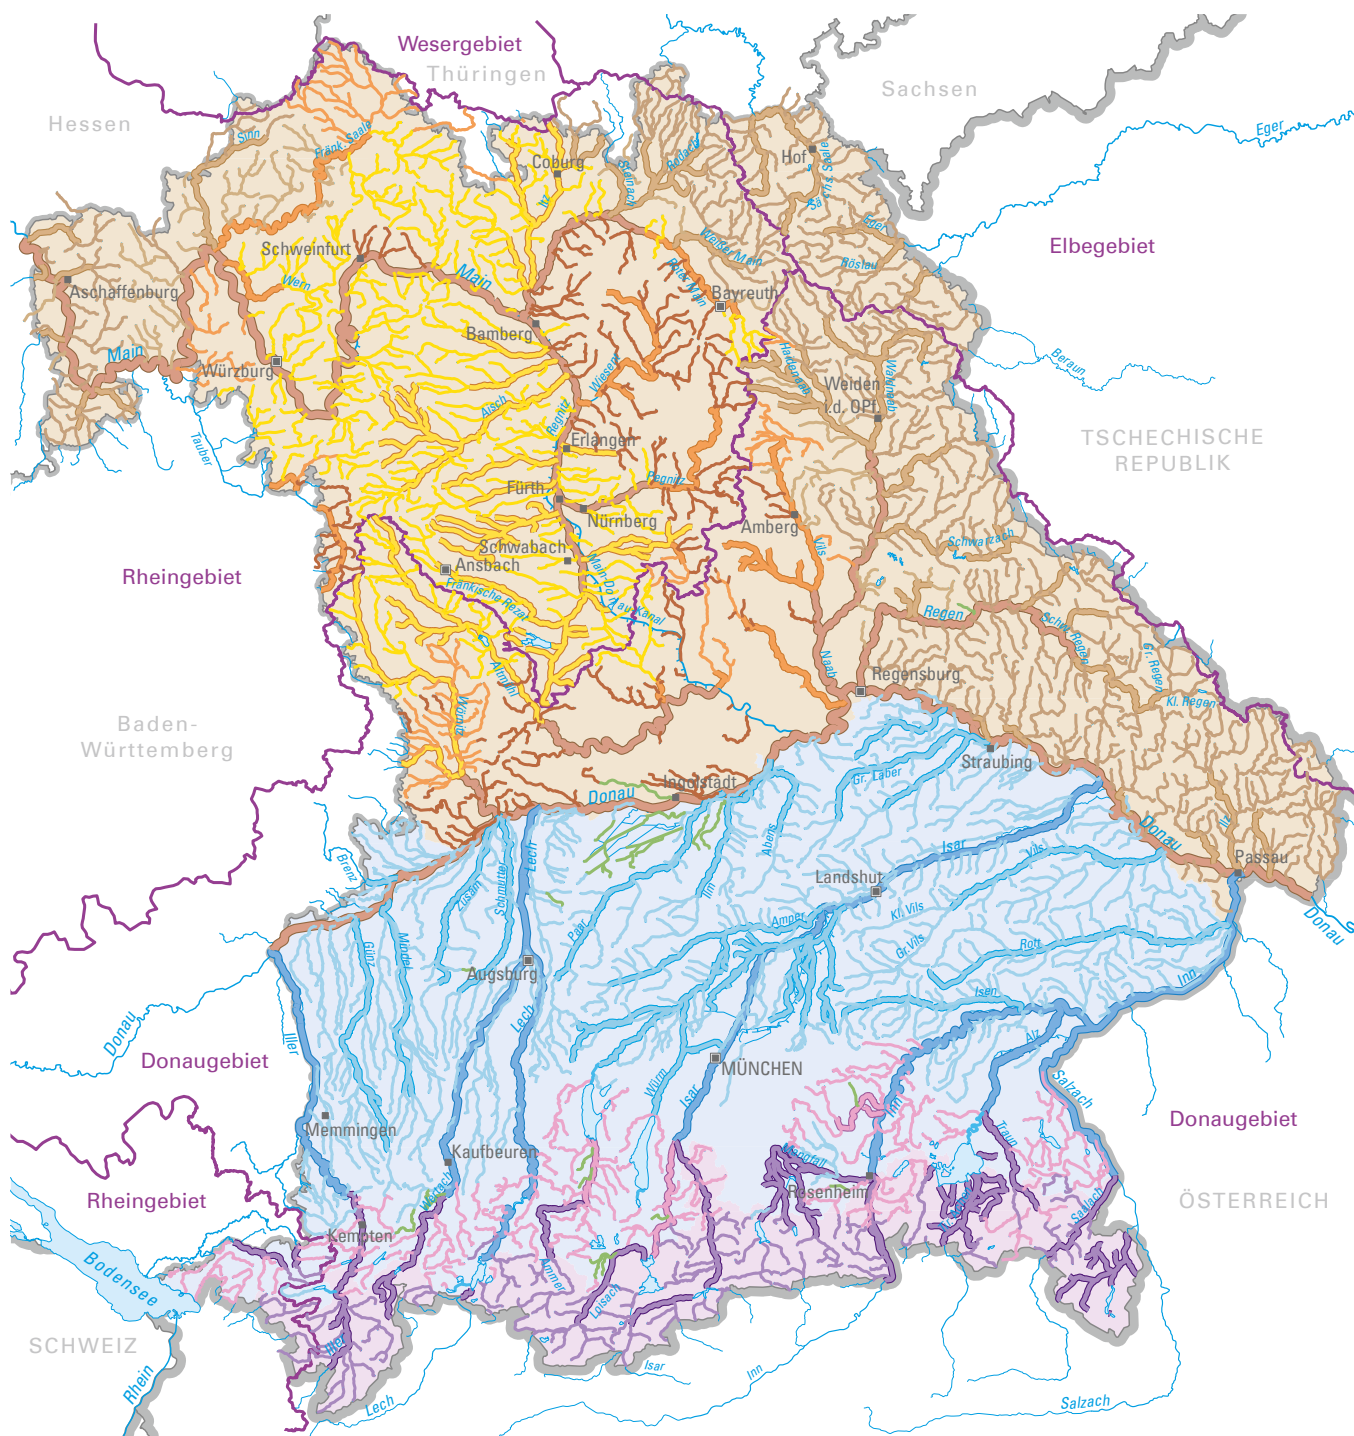 Wesergebiet
Thüringen
Sachsen
Hessen
Eger
Sinn
Fränk. Saale
Coburg
Itz
Steinach
Rodach
Hof
Sächs. Saale
Eger
Röslau
Elbegebiet
Schweinfurt
Wern
Main
Weißer Main
Roter Main
Bayreuth
Aschaffenburg
Bamberg
Main
Würzburg
Wiesent
Haidenaab
Waldnaab
Weiden
i.d. OPf.
Beraun
Aisch
Regnitz
Tauber
Erlangen
TSCHECHISCHE
REPUBLIK
Pegnitz
Fürth
Nürnberg
Amberg
Vils
Schwarzach
Schwabach
Ansbach
Rheingebiet
Fränkische Rezat
Main-Donau-Kanal
Regen
Schw. Regen
Gr. Regen
Kl. Regen
Altmühl
Naab
Regensburg
Wörnitz
Baden-
Württemberg
Straubing
Gr. Laber
Ingolstadt
Donau
Abens
Donau
Ilz
Isar
Vils
Passau
Brenz
Zusam
Schmutter
Lech
Paar
Ilm
Landshut
Kl. Vils
Gr. Vils
Amper
Rott
Donau
Günz
Mindel
Augsburg
Inn
Isen
Donau
Iller
Lech
Alz
Donaugebiet
Würm
MÜNCHEN
Isar
Inn
Salzach
Donaugebiet
Memmingen
Traun
Kaufbeuren
Mangfall
Rosenheim
Rheingebiet
Wertach
Saalach
ÖSTERREICH
Kempten
Bodensee
Ammer
Loisach
SCHWEIZ
Iller
Rhein
Isar
Inn
Lech
Salzach